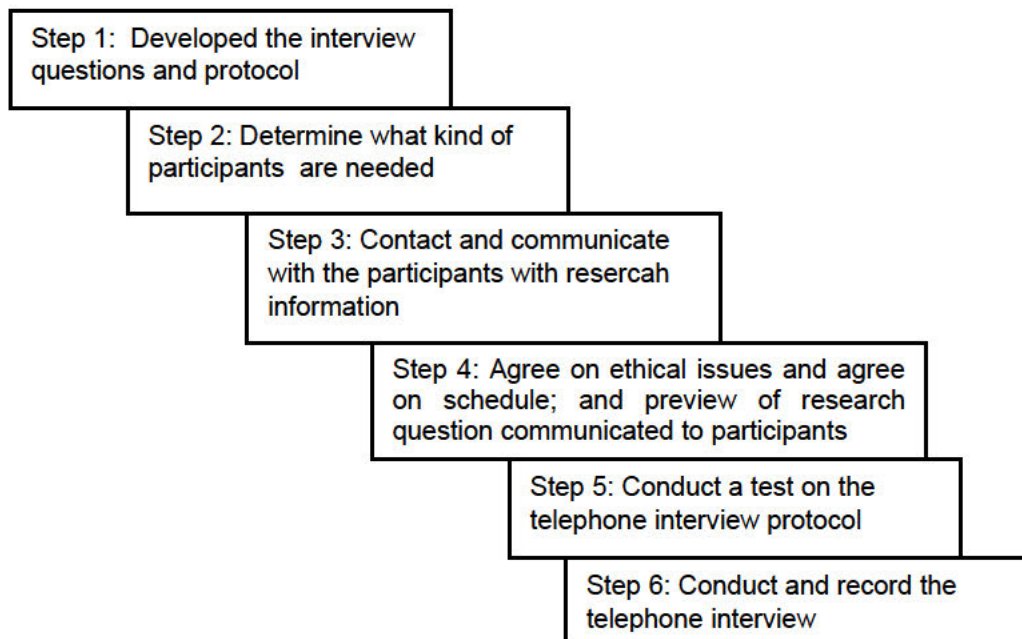 Step 1:  Developed the interview
questions and protocol
Step 2: Determine what kind of
participants  are needed
Step 3: Contact and communicate
with the participants with resercah
information
Step 4: Agree on ethical issues and agree
on schedule; and preview of research
question communicated to participants
Step 5: Conduct a test on the
telephone interview protocol
Step 6: Conduct and record the
telephone interview